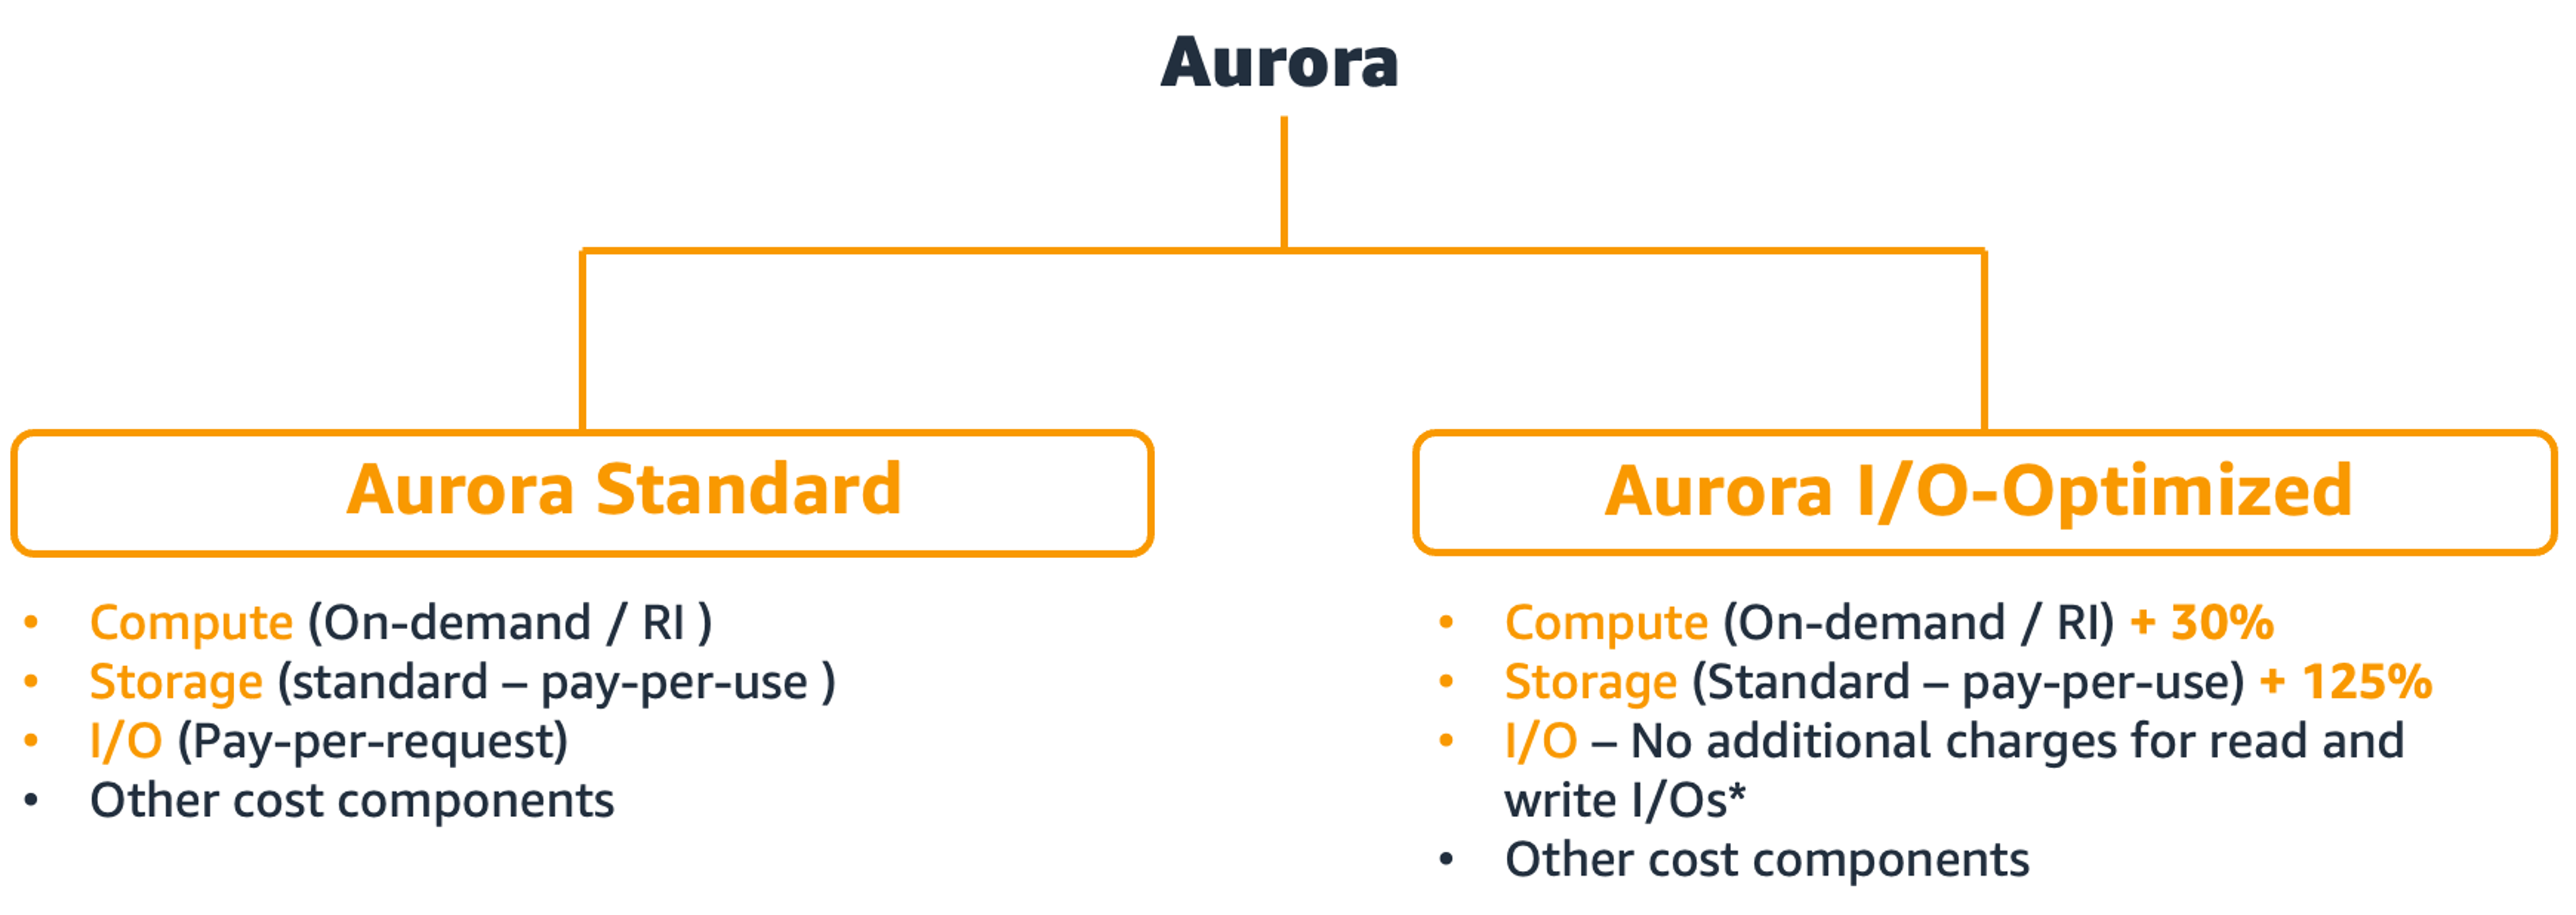 Aurora
Aurora Standard
• Compute (On-demand / RI )
• Storage (standard – pay-per-use )
• I/O (Pay-per-request)
• Other cost components
Aurora I/O-Optimized
• Compute (On-demand / RI) + 30%
• Storage (Standard – pay-per-use) + 125%
• I/O – No additional charges for read and
write I/Os*
• Other cost components